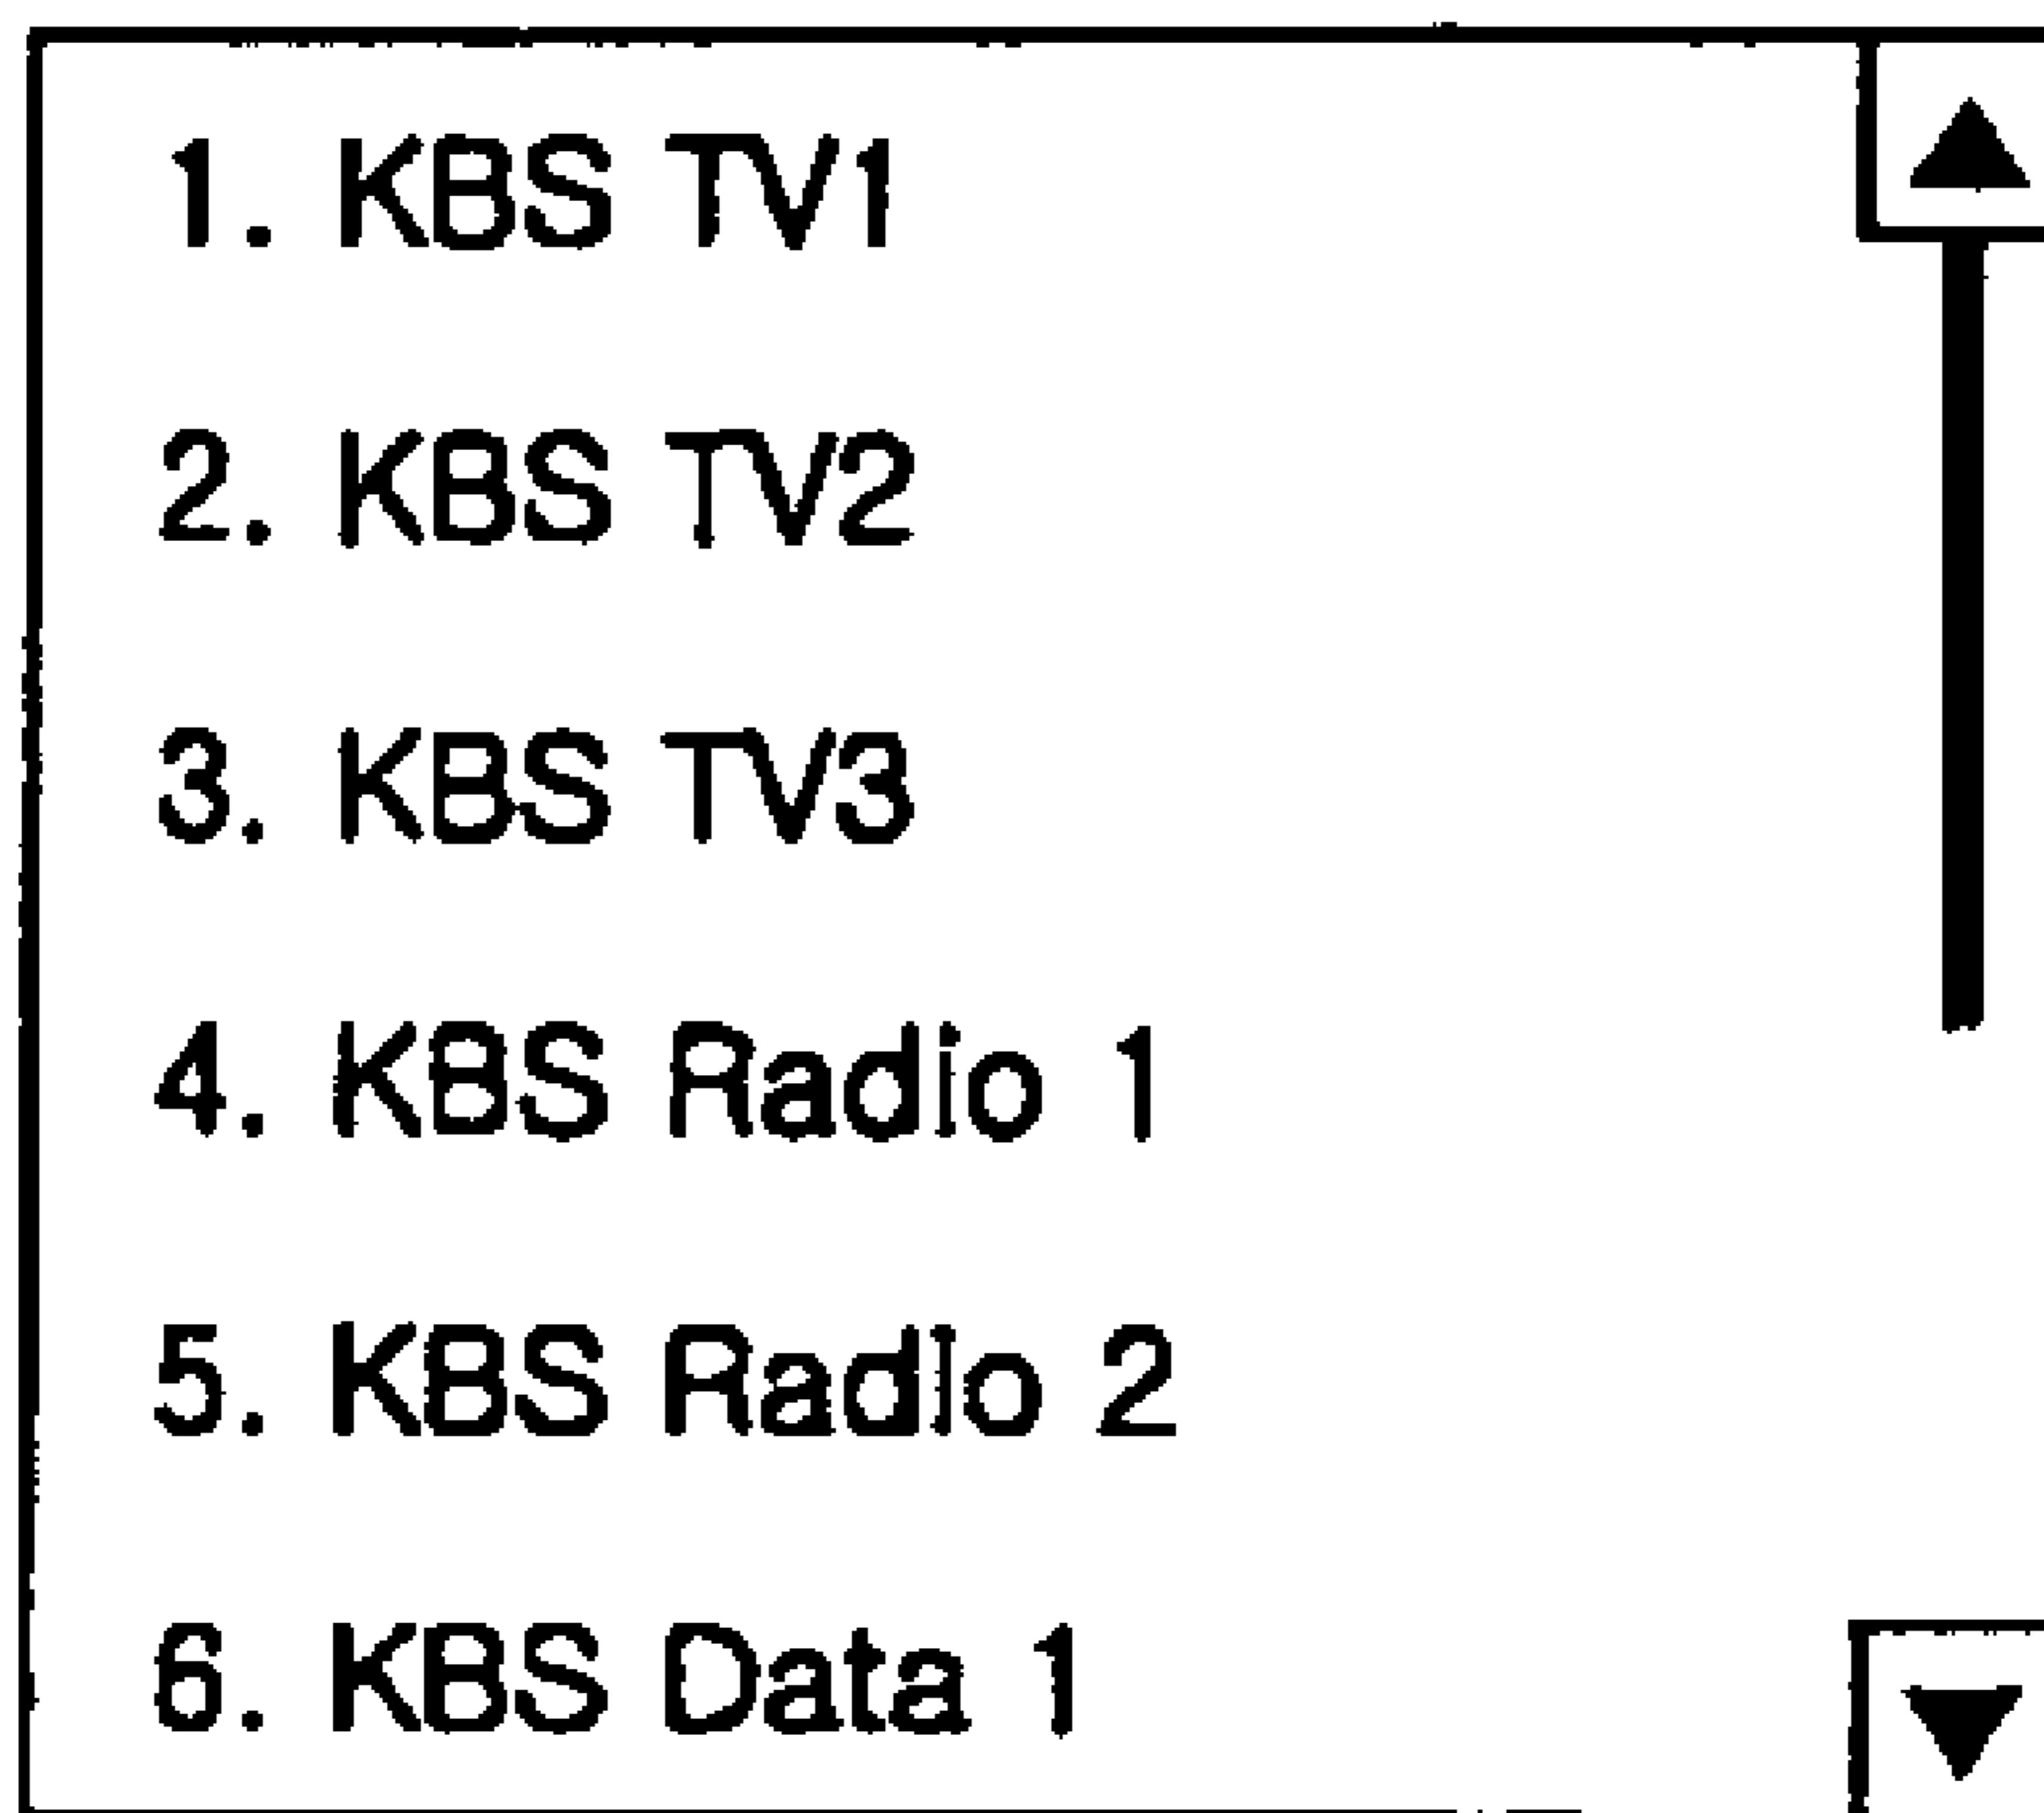 1. KBS TV1
2. KBS TV2
3. KBS TV3
4. KBS Radio 1
5. KBS Radio 2
6. KBS Data 1